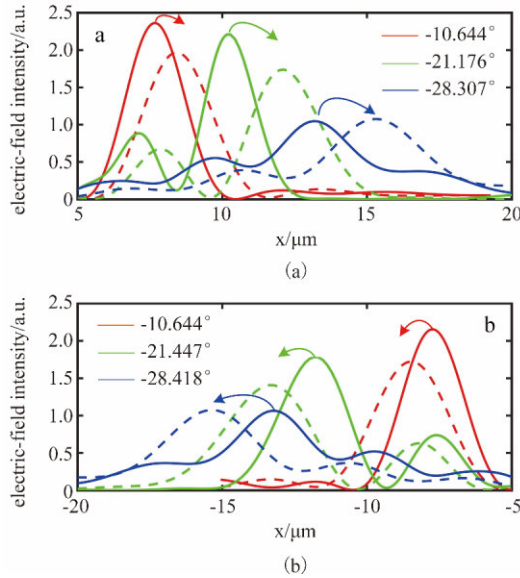 a
-10.644°
-21.176°
-28.307°
electric-field intensity/a.u.
2.5
2.0
1.5
1.0
0.5
0
5 10 15 20
x/μm
(a)
b
-10.644°
-21.447°
-28.418°
electric-field intensity/a.u.
2.5
2.0
1.5
1.0
0.5
0
-20 -15 -10 -5
x/μm
(b)